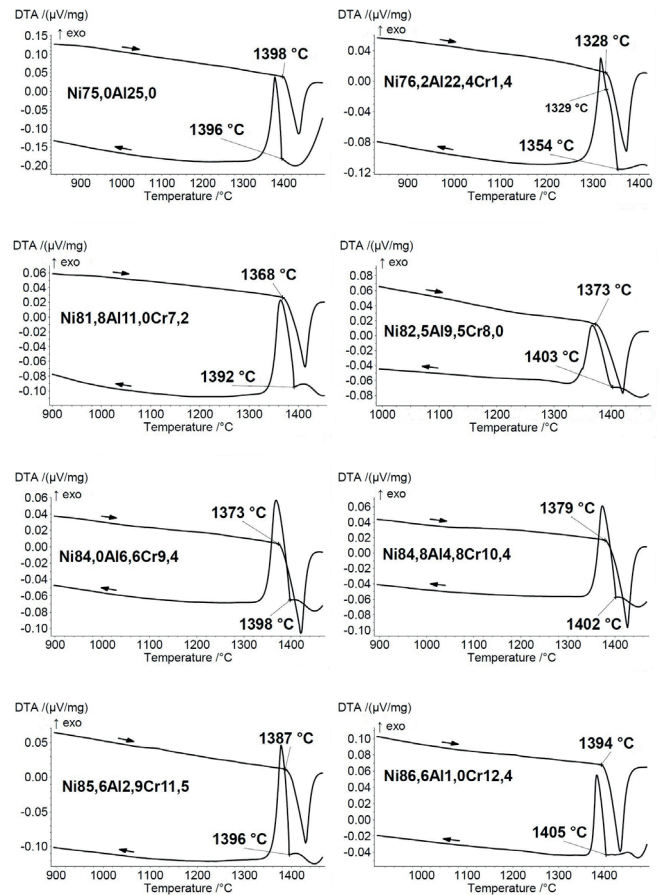 DTA /(µV/mg)
↑ exo
0.15
0.10
0.05
0.00
-0.05
-0.10
-0.15
-0.20
1398 °C
Ni75,0Al25,0
1396 °C
900 1000 1100 1200 1300 1400
Temperature /°C
DTA /(µV/mg)
↑ exo
0.04
0.00
-0.04
-0.08
-0.12
1328 °C
Ni76,2Al22,4Cr1,4
1329 °C
1354 °C
900 1000 1100 1200 1300 1400
Temperature /°C
DTA /(µV/mg)
↑ exo
0.06
0.04
0.02
0.00
-0.02
-0.04
-0.06
-0.08
-0.10
1368 °C
Ni81,8Al11,0Cr7,2
1392 °C
900 1000 1100 1200 1300 1400
Temperature /°C
DTA /(µV/mg)
↑ exo
0.08
0.06
0.04
0.02
0.00
-0.02
-0.04
-0.06
-0.08
1373 °C
Ni82,5Al9,5Cr8,0
1403 °C
1000 1100 1200 1300 1400
Temperature /°C
DTA /(µV/mg)
↑ exo
0.06
0.04
0.02
0.00
-0.02
-0.04
-0.06
-0.08
-0.10
1373 °C
Ni84,0Al6,6Cr9,4
1398 °C
900 1000 1100 1200 1300 1400
Temperature /°C
DTA /(µV/mg)
↑ exo
0.06
0.04
0.02
0.00
-0.02
-0.04
-0.06
-0.08
-0.10
1379 °C
Ni84,8Al4,8Cr10,4
1402 °C
900 1000 1100 1200 1300 1400
Temperature /°C
DTA /(µV/mg)
↑ exo
0.05
0.00
-0.05
-0.10
1387 °C
Ni85,6Al2,9Cr11,5
1396 °C
900 1000 1100 1200 1300 1400
Temperature /°C
DTA /(µV/mg)
↑ exo
0.10
0.08
0.06
0.04
0.02
0.00
-0.02
-0.04
1394 °C
Ni86,6Al1,0Cr12,4
1405 °C
900 1000 1100 1200 1300 1400
Temperature /°C